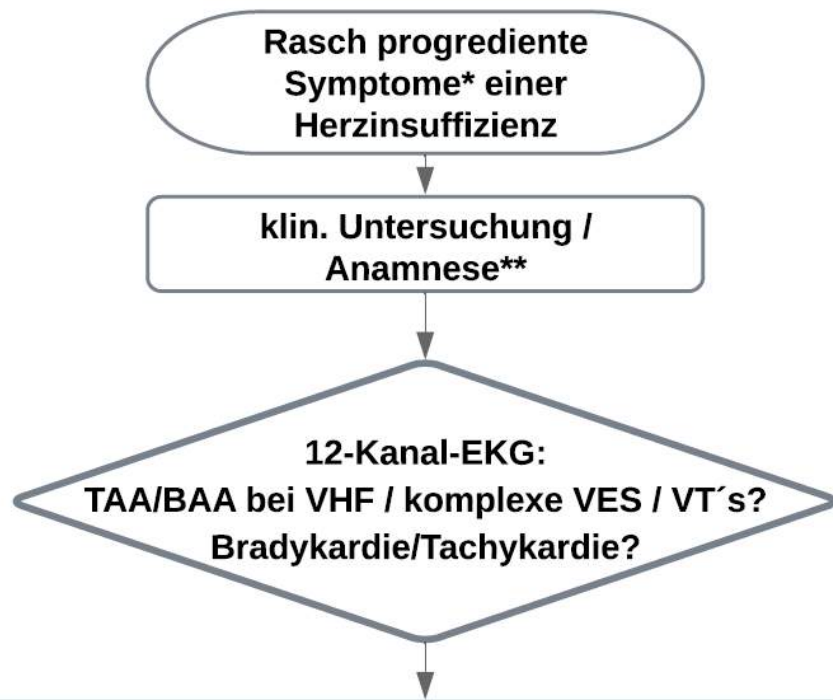 Rasch progrediente
Symptome* einer
Herzinsuffizienz
klin. Untersuchung /
Anamnese**
12-Kanal-EKG:
TAA/BAA bei VHF / komplexe VES / VT´s?
Bradykardie/Tachykardie?